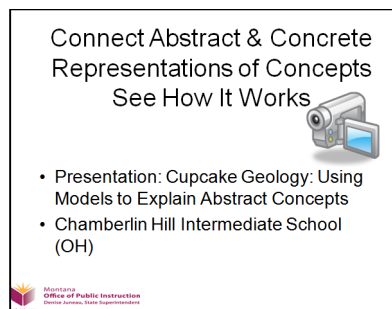 Connect Abstract & Concrete
Representations of Concepts
See How It Works
• Presentation: Cupcake Geology: Using
Models to Explain Abstract Concepts
• Chamberlin Hill Intermediate School
(OH)
Montana
Office of Public Instruction
Denise Juneau, State Superintendent